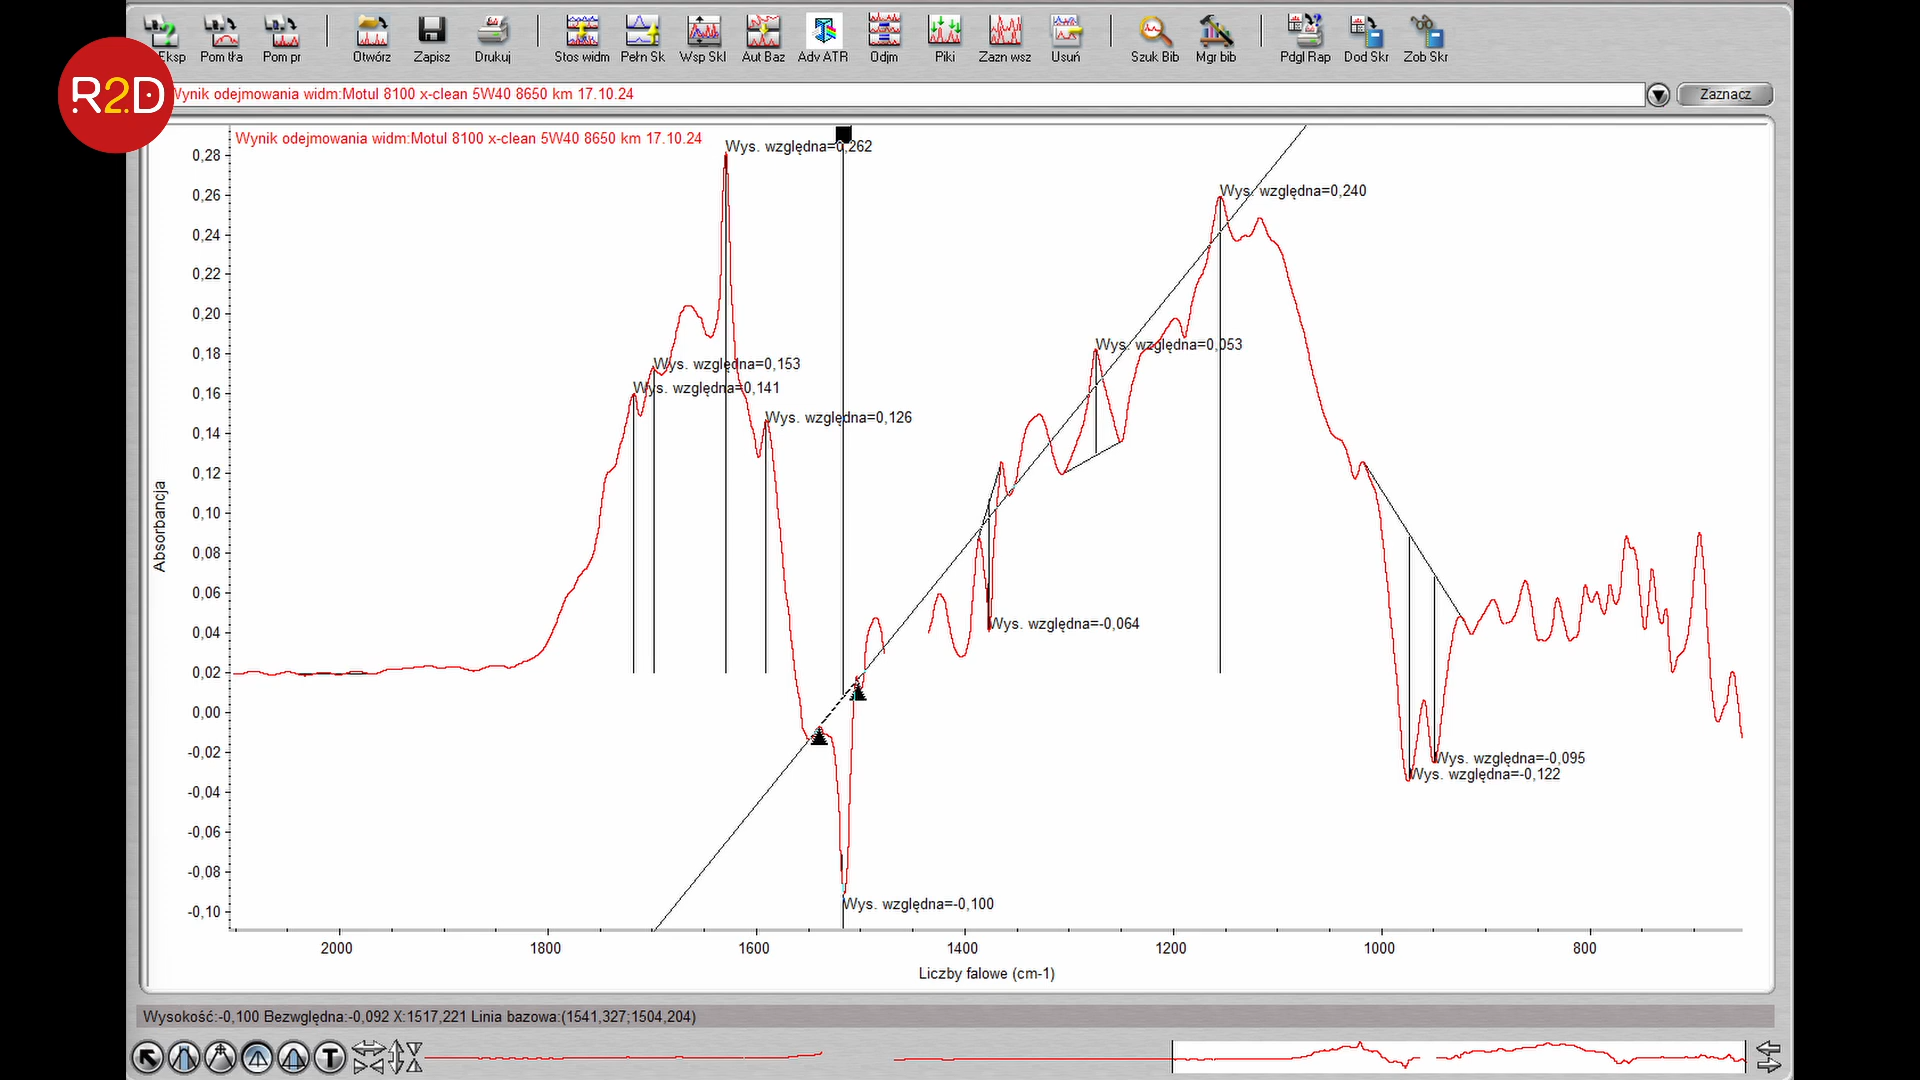 R2D
Eksp Pom tła Pom pr Otwórz Zapisz Drukuj Stos widm Pełn Sk Wsp Skl Aut Baz Adv ATR Odjm Piki Zazn wsz Usuń Szuk Bib Mgr bib Pdgl Rap Dod Skr Zob Skr
Wynik odejmowania widm:Motul 8100 x-clean 5W40 8650 km 17.10.24
Zaznacz
Wynik odejmowania widm:Motul 8100 x-clean 5W40 8650 km 17.10.24
Wys. względna=0,262
Wys. względna=0,240
Wys. względna=0,053
Wys. względna=0,153
Wys. względna=0,141
Wys. względna=0,126
Wys. względna=-0,064
Wys. względna=-0,095
Wys. względna=-0,122
Wys. względna=-0,100
0,28
0,26
0,24
0,22
0,20
0,18
0,16
0,14
0,12
0,10
0,08
0,06
0,04
0,02
0,00
-0,02
-0,04
-0,06
-0,08
-0,10
Absorbancja
2000 1800 1600 1400 1200 1000 800
Liczby falowe (cm-1)
Wysokość:-0,100 Bezwględna:-0,092 X:1517,221 Linia bazowa:(1541,327;1504,204)
T